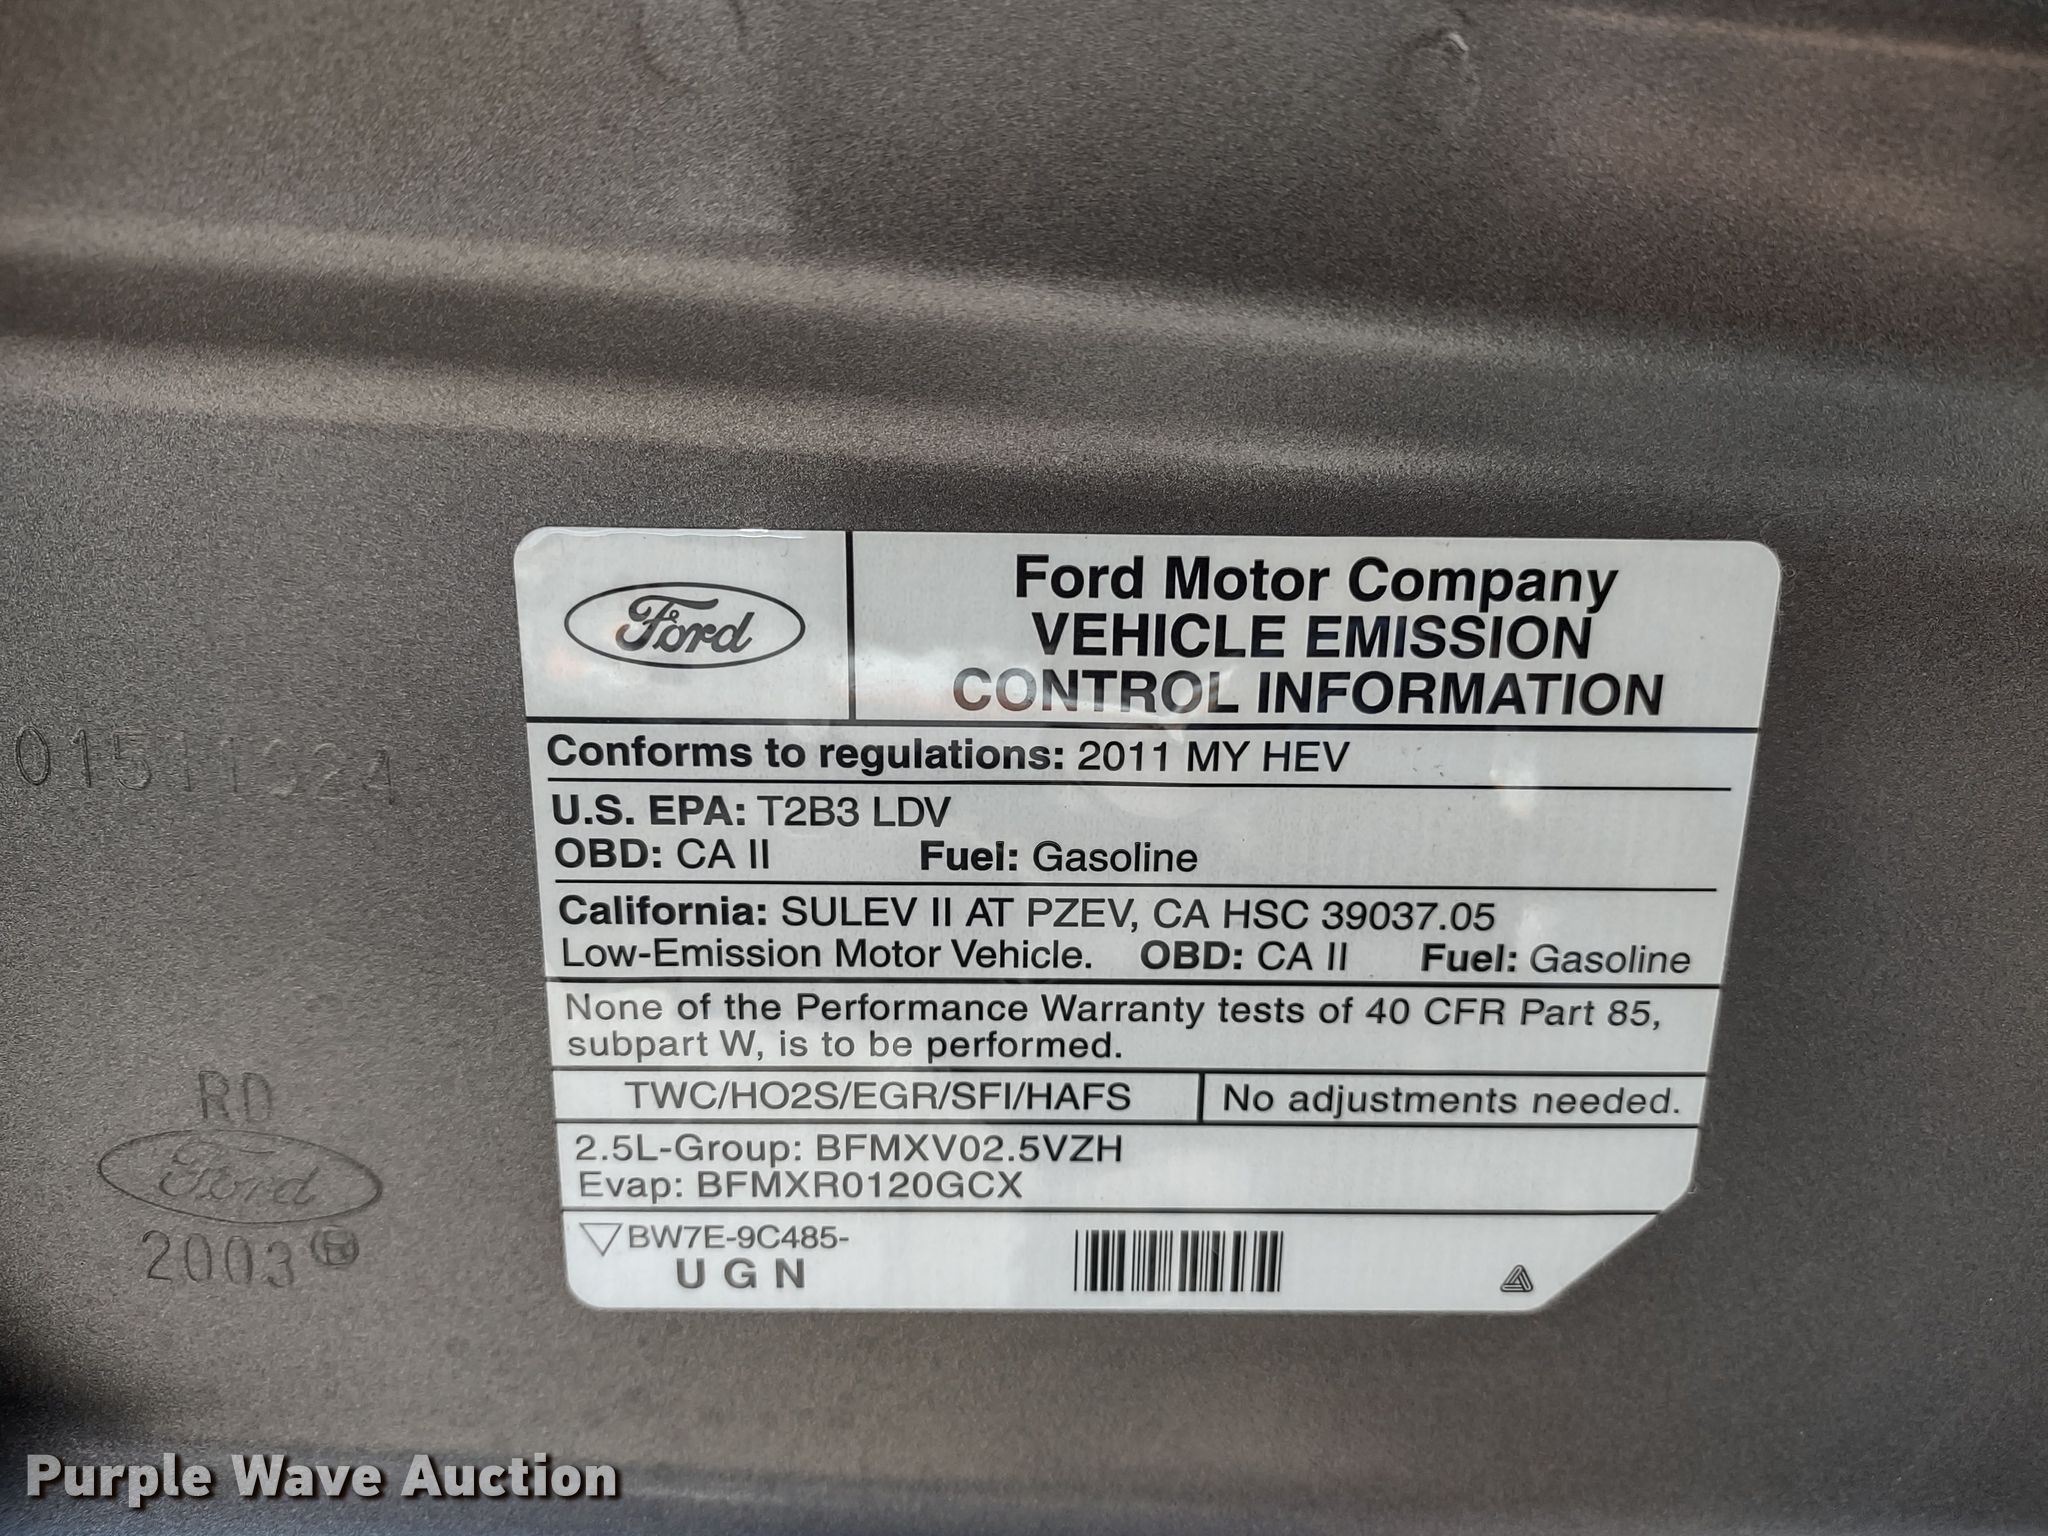 Ford
Ford Motor Company
VEHICLE EMISSION
CONTROL INFORMATION
Conforms to regulations: 2011 MY HEV
U.S. EPA: T2B3 LDV
OBD: CA II Fuel: Gasoline
California: SULEV II AT PZEV, CA HSC 39037.05
Low-Emission Motor Vehicle. OBD: CA II Fuel: Gasoline
None of the Performance Warranty tests of 40 CFR Part 85,
subpart W, is to be performed.
TWC/HO2S/EGR/SFI/HAFS No adjustments needed.
2.5L-Group: BFMXV02.5VZH
Evap: BFMXR0120GCX
BW7E-9C485-
UGN
RD
Ford
2003 R
Purple Wave Auction